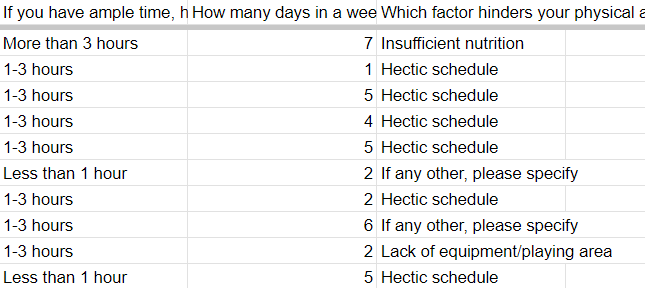 If you have ample time, h How many days in a wee Which factor hinders your physical a
More than 3 hours 7 Insufficient nutrition
1-3 hours 1 Hectic schedule
1-3 hours 5 Hectic schedule
1-3 hours 4 Hectic schedule
1-3 hours 5 Hectic schedule
Less than 1 hour 2 If any other, please specify
1-3 hours 2 Hectic schedule
1-3 hours 6 If any other, please specify
1-3 hours 2 Lack of equipment/playing area
Less than 1 hour 5 Hectic schedule